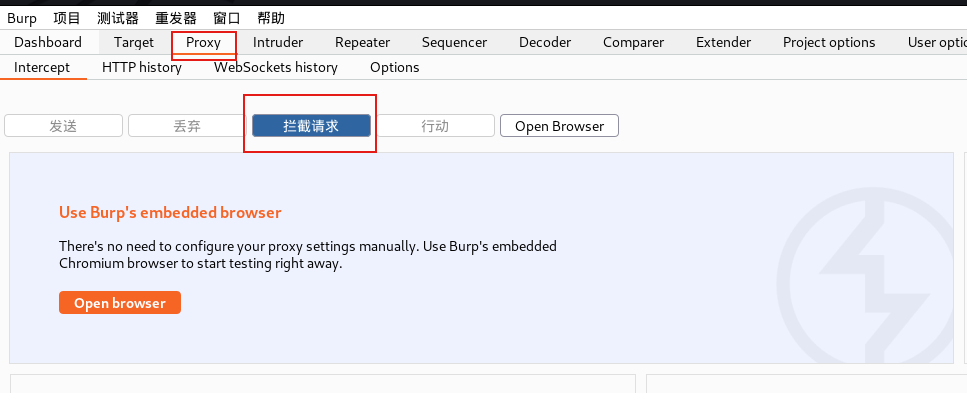 Burp 项目 测试器 重发器 窗口 帮助
Dashboard Target Proxy Intruder Repeater Sequencer Decoder Comparer Extender Project options User optio
Intercept HTTP history WebSockets history Options
发送 丢弃 拦截请求 行动 Open Browser
Use Burp's embedded browser
There's no need to configure your proxy settings manually. Use Burp's embedded
Chromium browser to start testing right away.
Open browser